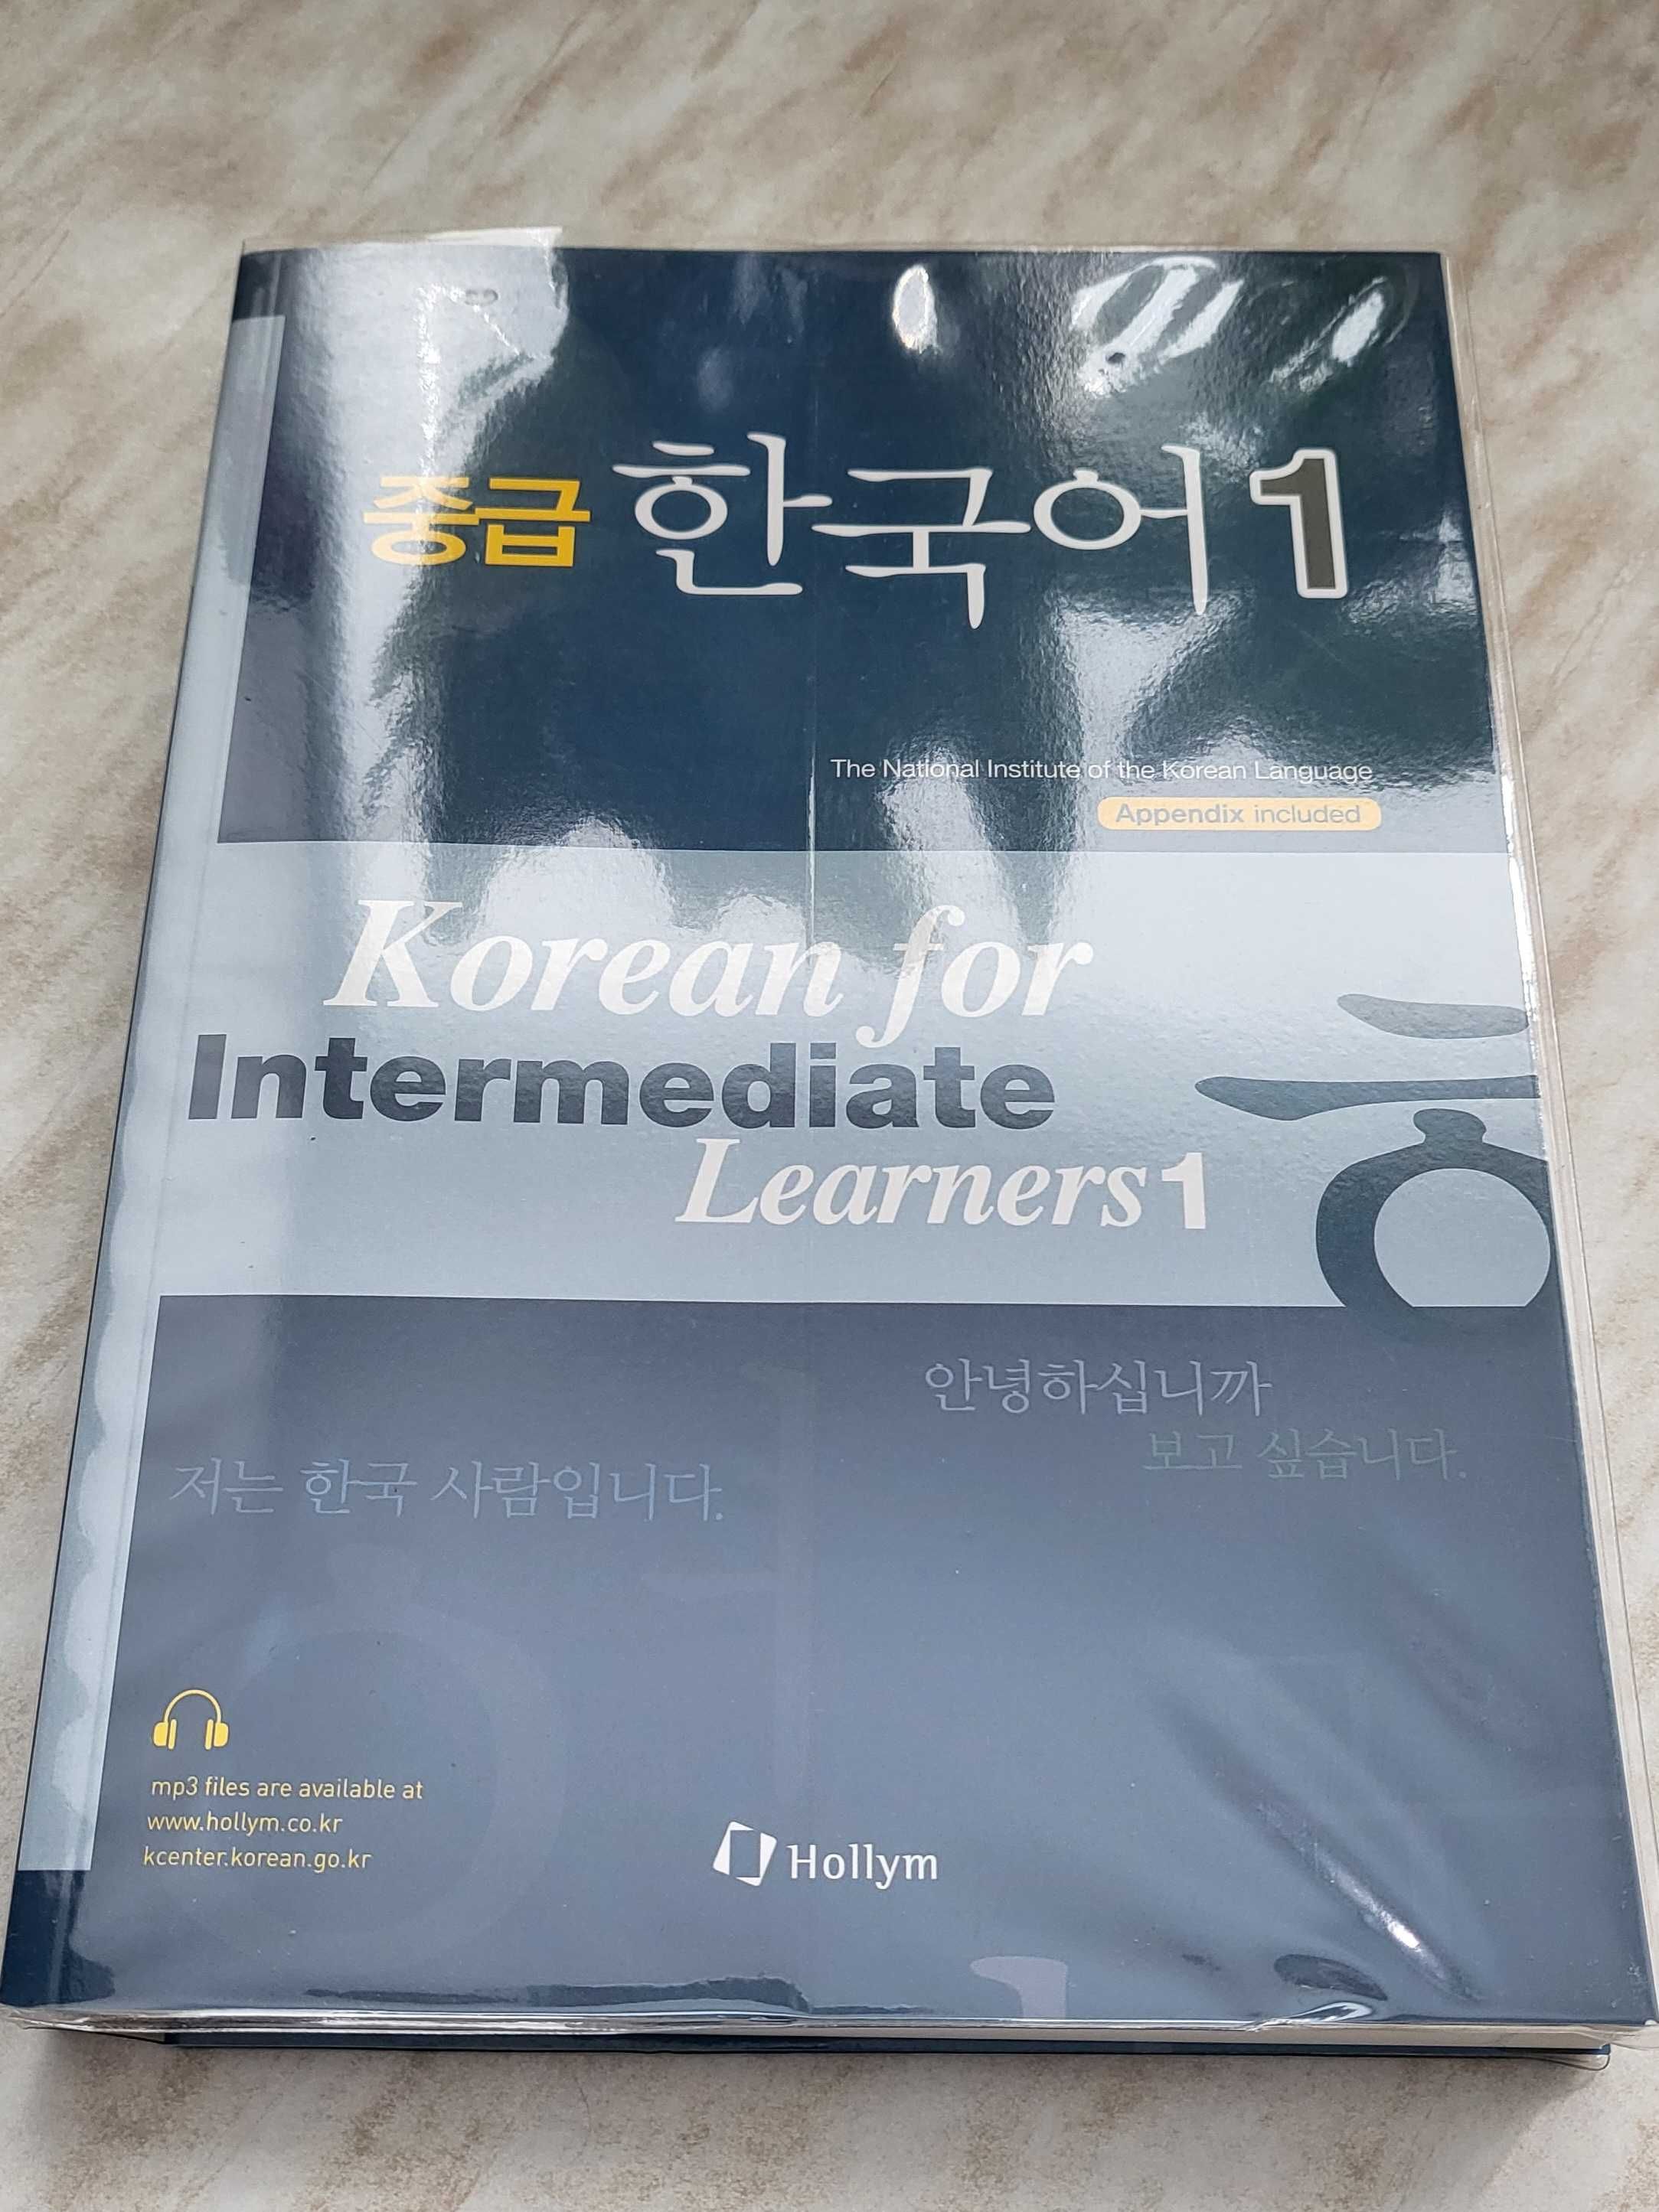 중급 한국어1
The National Institute of the Korean Language
Appendix included
Korean for
Intermediate
Learners1
안녕하십니까
보고 싶습니다.
저는 한국 사람입니다.
mp3 files are available at
www.hollym.co.kr
kcenter.korean.go.kr
Hollym